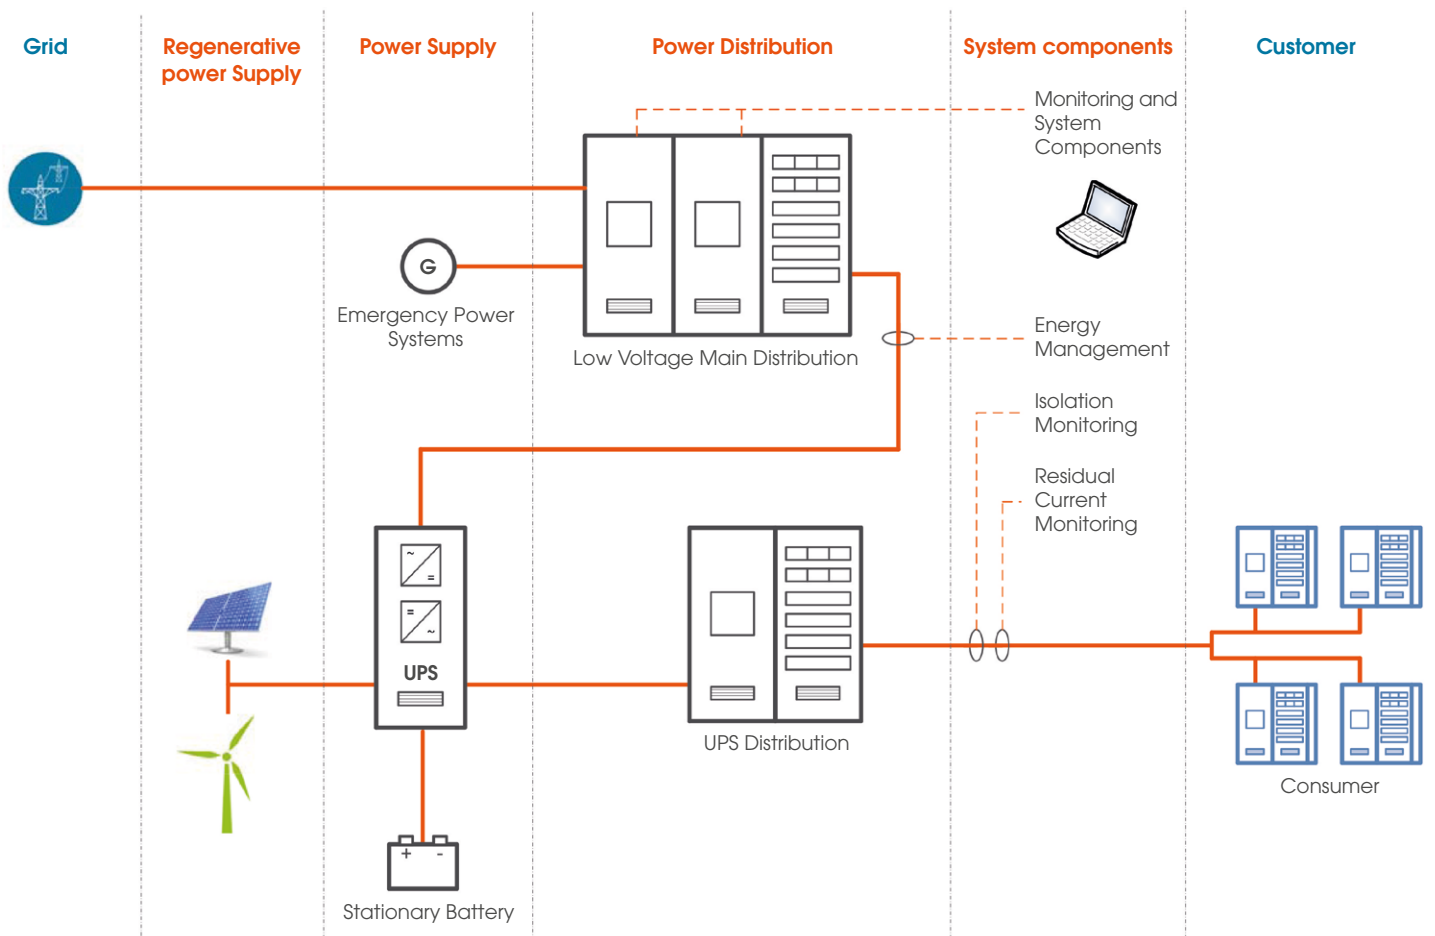 Grid
Regenerative
power Supply
Power Supply
Power Distribution
System components
Customer
Monitoring and
System
Components
G
Emergency Power
Systems
Low Voltage Main Distribution
Energy
Management
Isolation
Monitoring
Residual
Current
Monitoring
~
=
=
~
UPS
UPS Distribution
Consumer
+ -
Stationary Battery